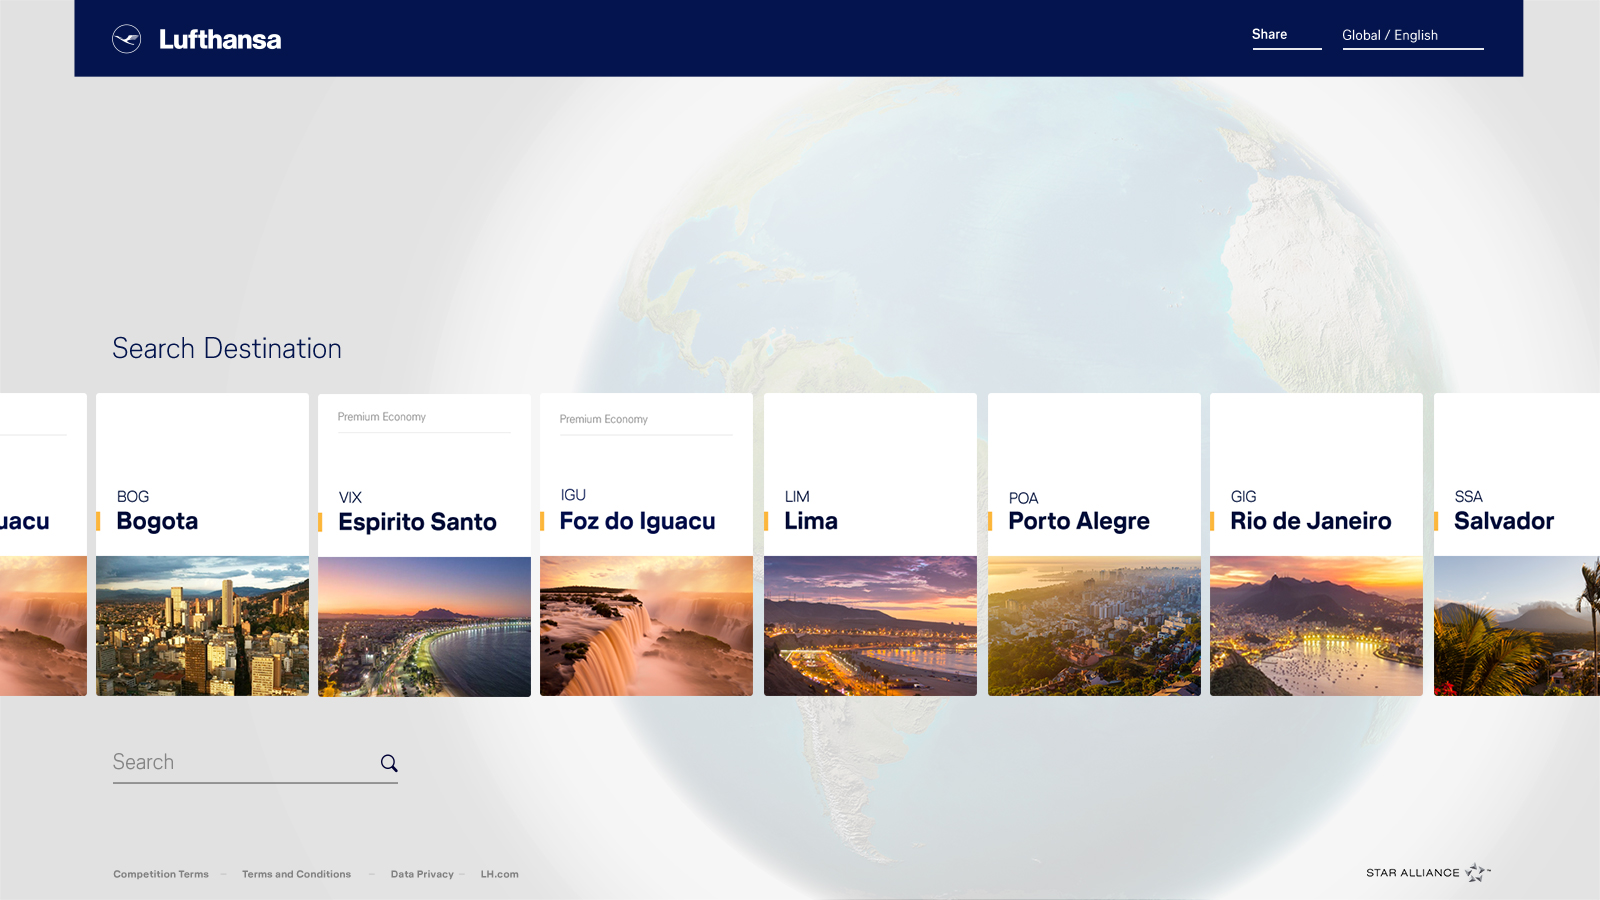 Lufthansa
Share
Global / English
Search Destination
uacu
BOG
Bogota
Premium Economy
VIX
Espirito Santo
Premium Economy
IGU
Foz do Iguacu
LIM
Lima
POA
Porto Alegre
GIG
Rio de Janeiro
SSA
Salvador
Search
Competition Terms – Terms and Conditions – Data Privacy – LH.com
STAR ALLIANCE